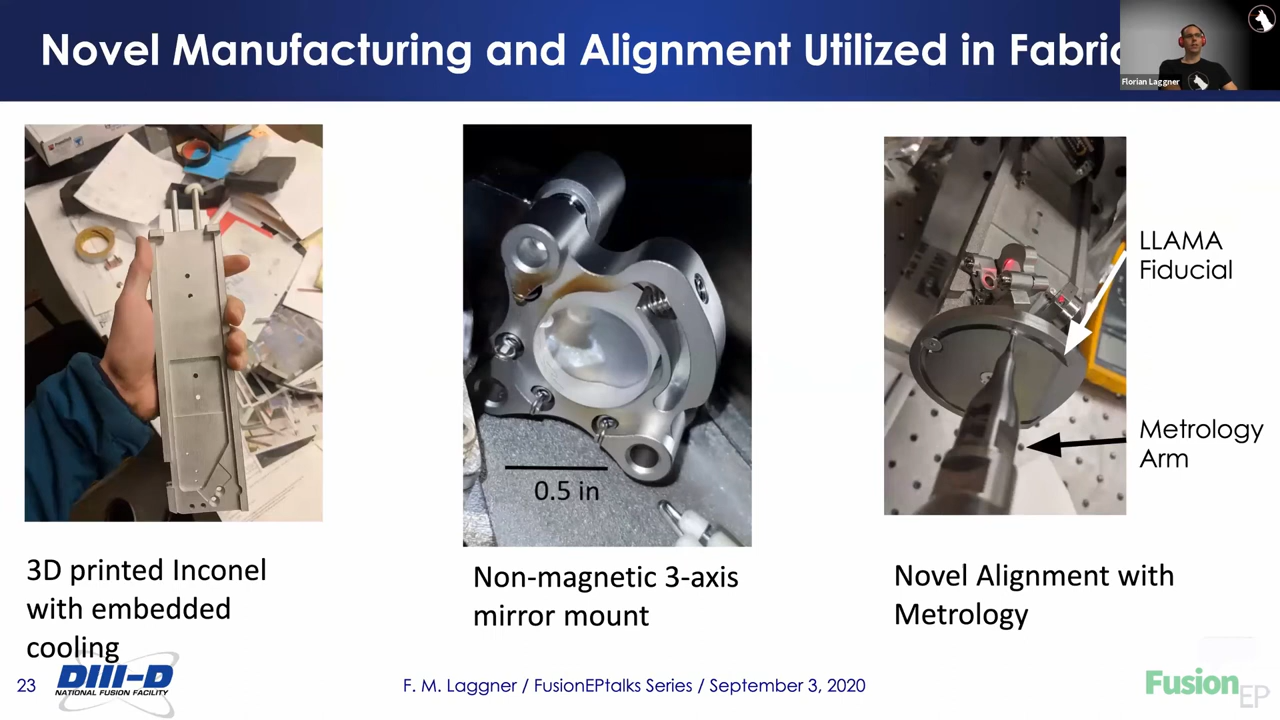 Novel Manufacturing and Alignment Utilized in
Florian Laggner
LLAMA
Fiducial
Metrology
Arm
0.5 in
3D printed Inconel
with embedded
cooling
Non-magnetic 3-axis
mirror mount
Novel Alignment with
Metrology
23
DIII-D
NATIONAL FUSION FACILITY
F. M. Laggner / FusionEPtalks Series / September 3, 2020
Fusion
EP